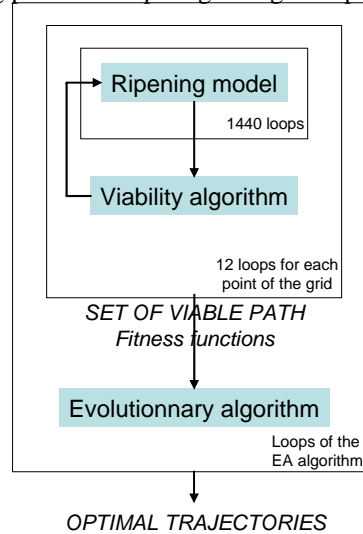 Ripening model
1440 loops
Viability algorithm
12 loops for each
point of the grid
SET OF VIABLE PATH
Fitness functions
Evolutionnary algorithm
Loops of the
EA algorithm
OPTIMAL TRAJECTORIES